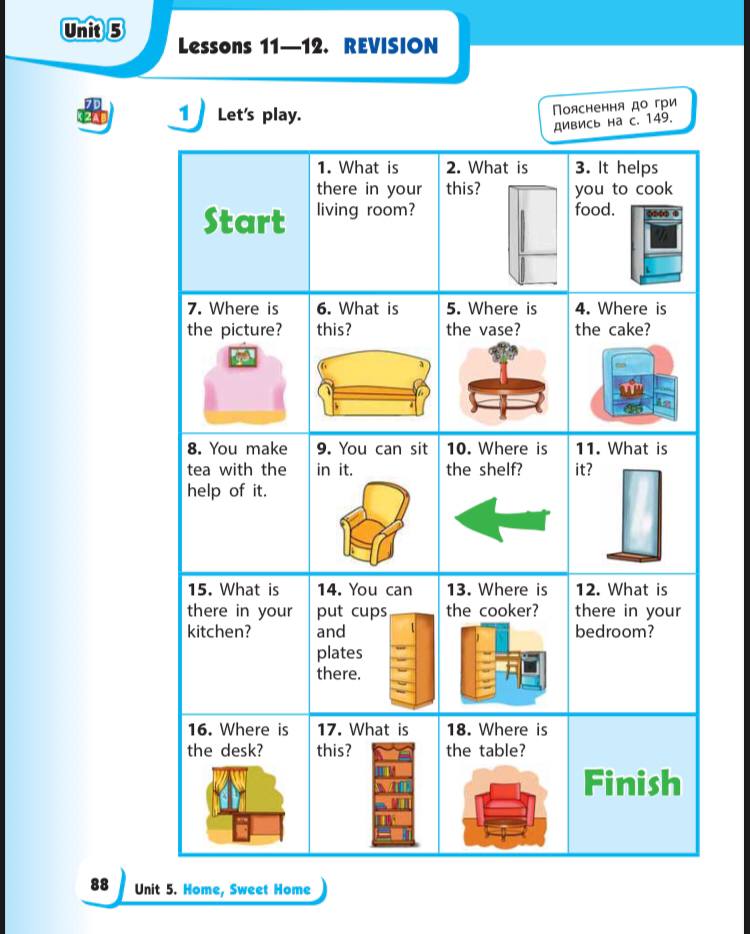 Unit 5
Lessons 11—12. REVISION
1 Let's play.
Пояснення до гри
дивись на с. 149.
Start
1. What is
there in your
living room?
2. What is
this?
3. It helps
you to cook
food.
7. Where is
the picture?
6. What is
this?
5. Where is
the vase?
4. Where is
the cake?
8. You make
tea with the
help of it.
9. You can sit
in it.
10. Where is
the shelf?
11. What is
it?
15. What is
there in your
kitchen?
14. You can
put cups
and
plates
there.
13. Where is
the cooker?
12. What is
there in your
bedroom?
16. Where is
the desk?
17. What is
this?
18. Where is
the table?
Finish
88
Unit 5. Home, Sweet Home